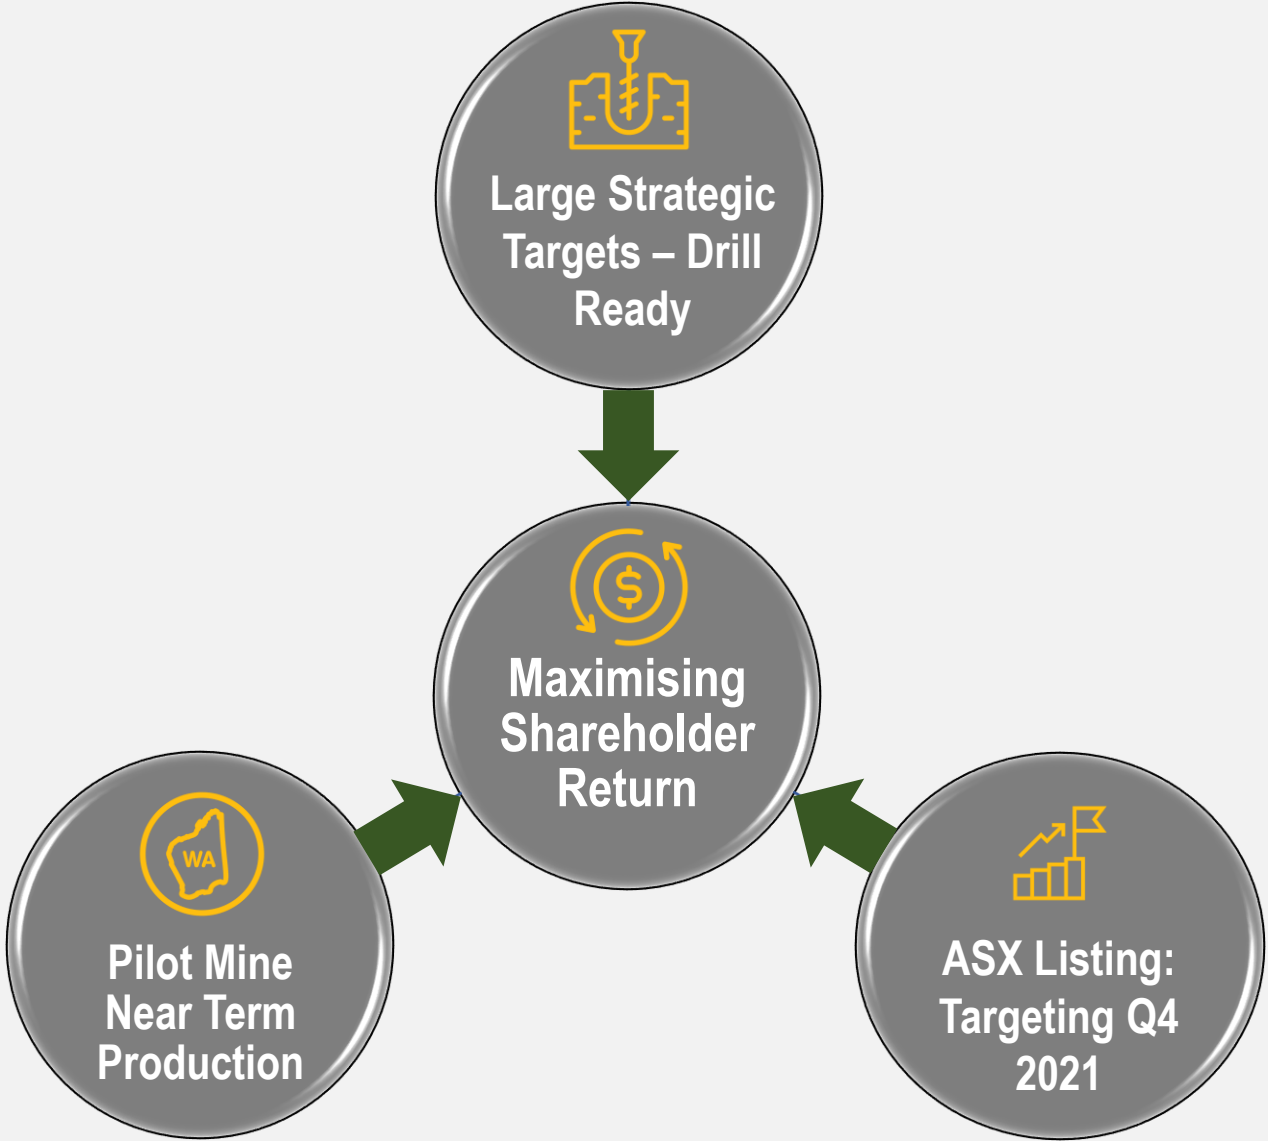 Large Strategic
Targets – Drill
Ready
$
Maximising
Shareholder
Return
WA
Pilot Mine
Near Term
Production
ASX Listing:
Targeting Q4
2021